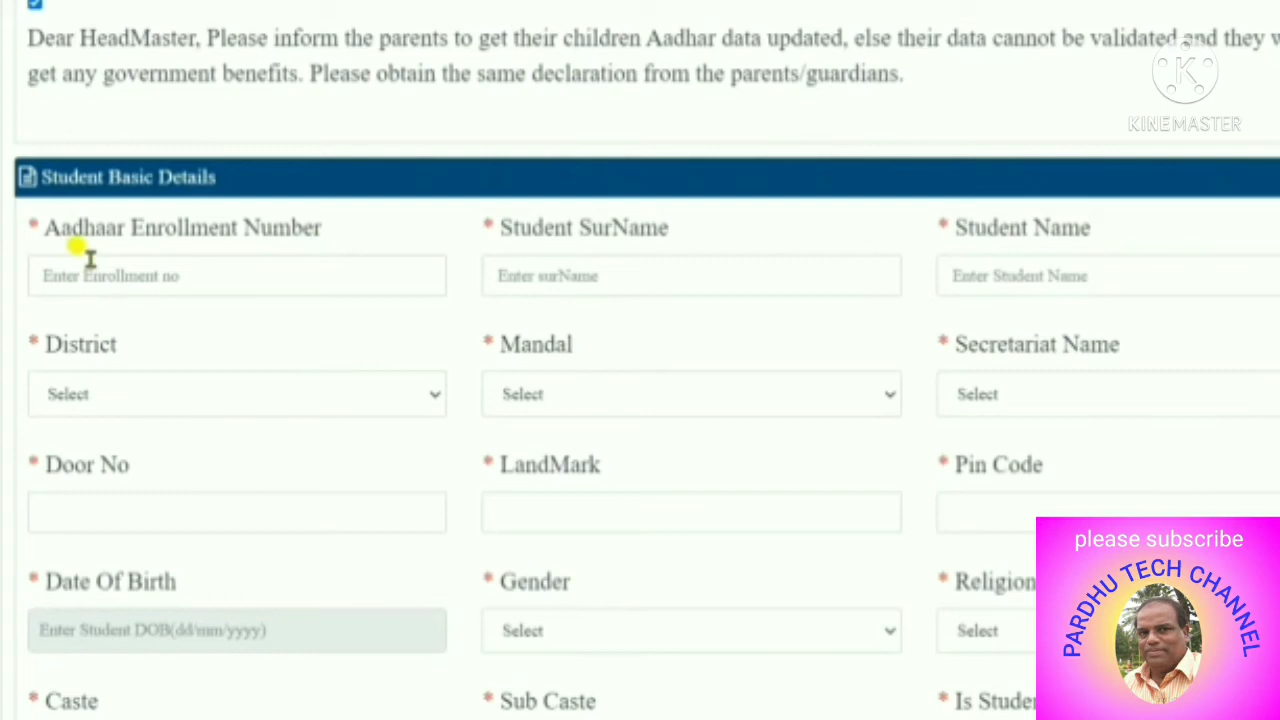 Dear HeadMaster, Please inform the parents to get their children Aadhar data updated, else their data cannot be validated and they
get any government benefits. Please obtain the same declaration from the parents/guardians.
KINEMASTER
Student Basic Details
* Aadhaar Enrollment Number * Student SurName * Student Name
Enter Enrollment no Enter surName Enter Student Name
* District * Mandal * Secretariat Name
Select Select Select
* Door No * LandMark * Pin Code
* Date Of Birth * Gender * Religion
Enter Student DOB(dd/mm/yyyy) Select Select
* Caste * Sub Caste * Is
please subscribe
PARDHU TECH CHANNEL